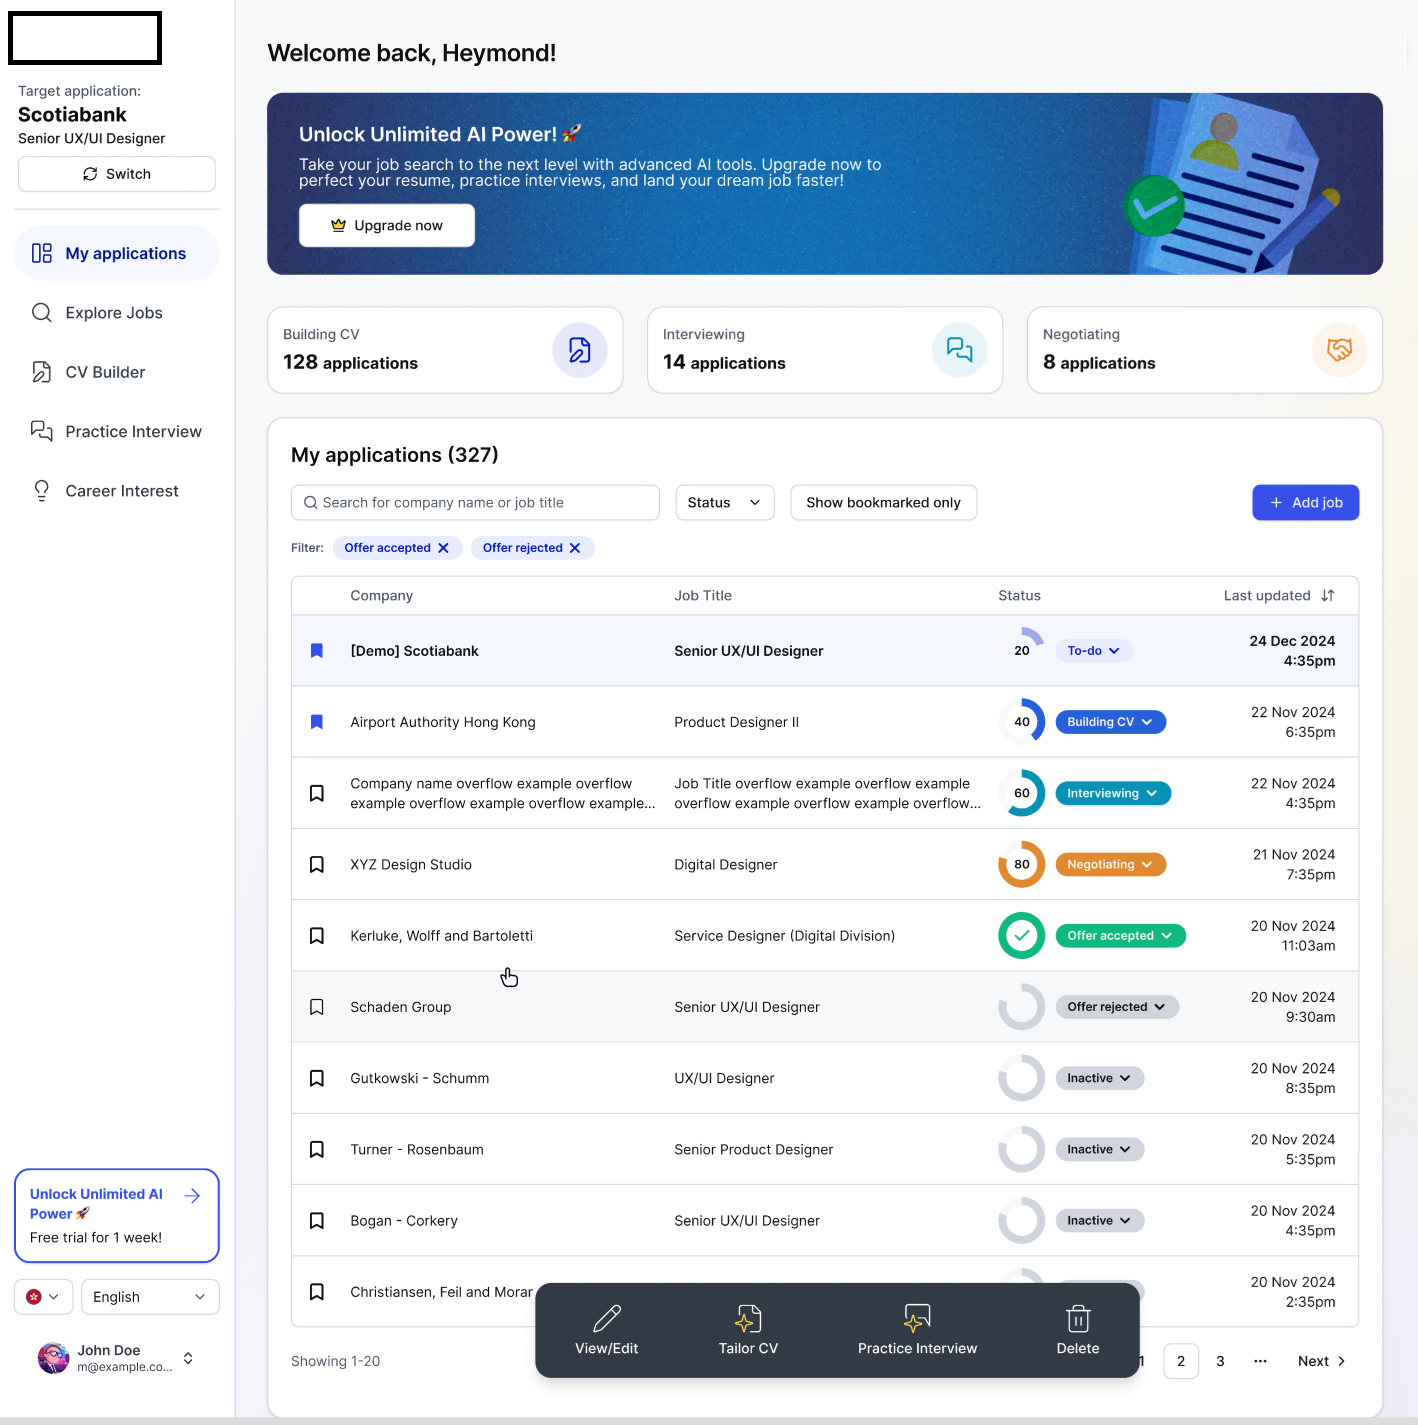 Target application:
Scotiabank
Senior UX/UI Designer
Switch
My applications
Explore Jobs
CV Builder
Practice Interview
Career Interest
Unlock Unlimited AI
Power 🚀
Free trial for 1 week!
English
John Doe
m@example.co...
Welcome back, Heymond!
Unlock Unlimited AI Power! 🚀
Take your job search to the next level with advanced AI tools. Upgrade now to
perfect your resume, practice interviews, and land your dream job faster!
Upgrade now
Building CV
128 applications
Interviewing
14 applications
Negotiating
8 applications
My applications (327)
Search for company name or job title
Status
Show bookmarked only
+ Add job
Filter: Offer accepted Offer rejected
Company Job Title Status Last updated
[Demo] Scotiabank Senior UX/UI Designer 20 To-do 24 Dec 2024
4:35pm
Airport Authority Hong Kong Product Designer II 40 Building CV 22 Nov 2024
6:35pm
Company name overflow example overflow
example overflow example overflow example...
Job Title overflow example overflow example
overflow example overflow example overflow...
60 Interviewing 22 Nov 2024
4:35pm
XYZ Design Studio Digital Designer 80 Negotiating 21 Nov 2024
7:35pm
Kerluke, Wolff and Bartoletti Service Designer (Digital Division) Offer accepted 20 Nov 2024
11:03am
Schaden Group Senior UX/UI Designer Offer rejected 20 Nov 2024
9:30am
Gutkowski - Schumm UX/UI Designer Inactive 20 Nov 2024
8:35pm
Turner - Rosenbaum Senior Product Designer Inactive 20 Nov 2024
5:35pm
Bogan - Corkery Senior UX/UI Designer Inactive 20 Nov 2024
4:35pm
Christiansen, Feil and Morar 20 Nov 2024
2:35pm
View/Edit Tailor CV Practice Interview Delete
Showing 1-20 1 2 3 ... Next